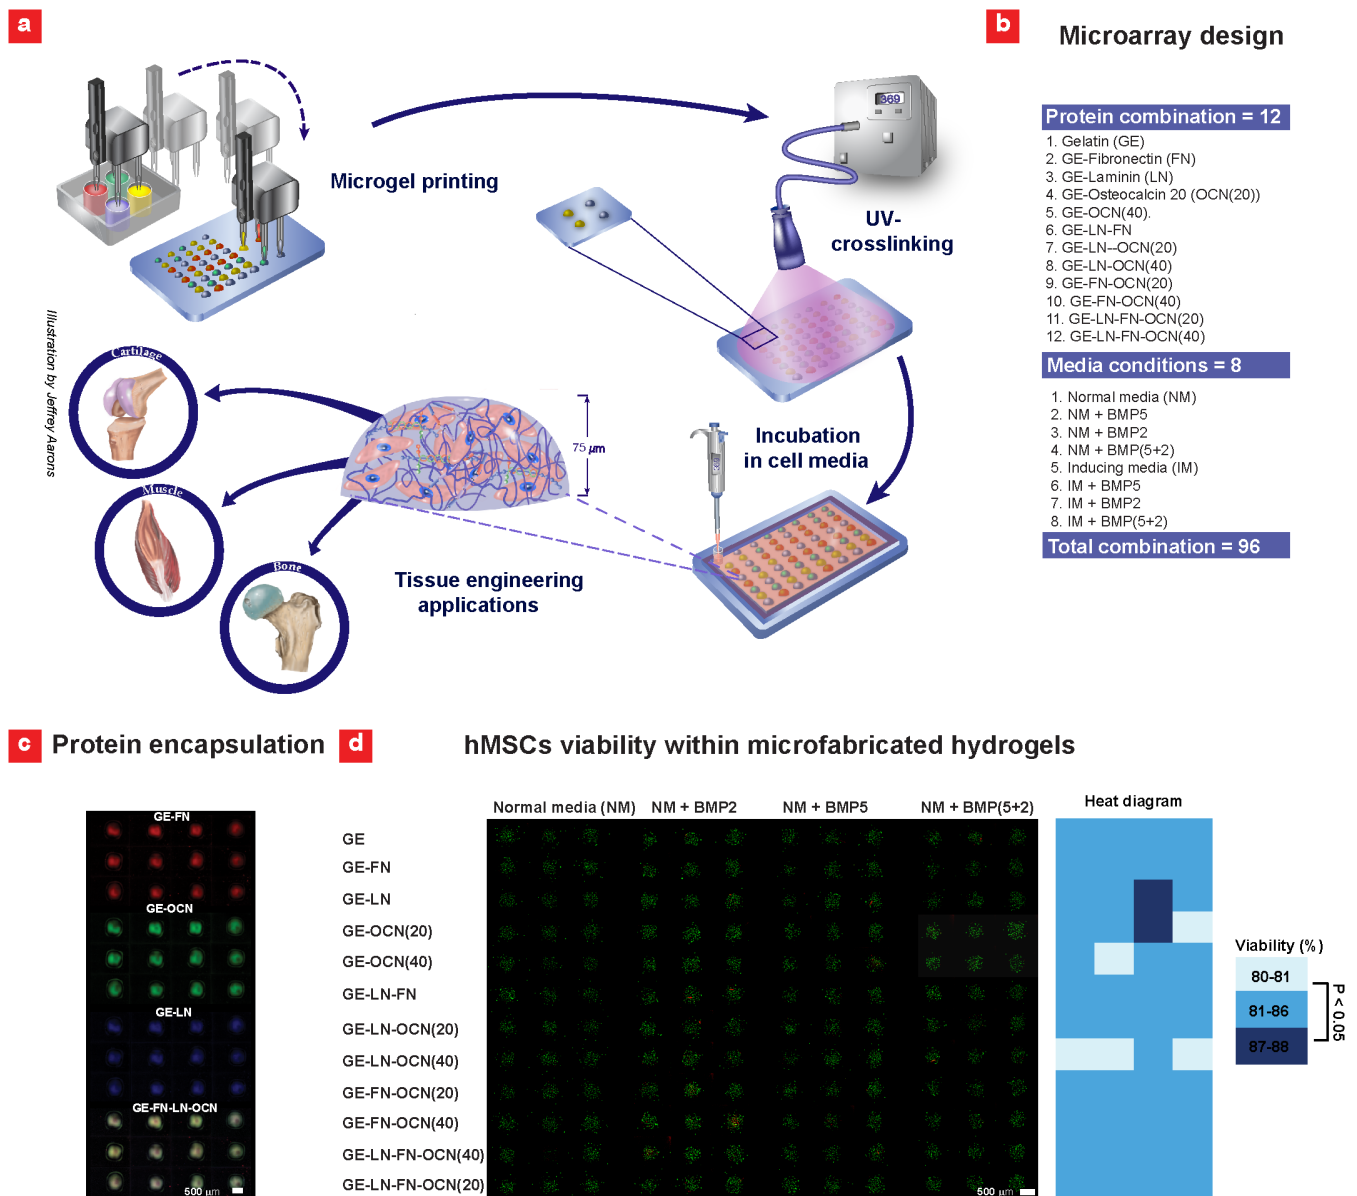 a
Microgel printing
369
UV-
crosslinking
Illustration by Jeffrey Aarons
Cartilage
Muscle
Bone
75 µm
Incubation
in cell media
Tissue engineering
applications
b
Microarray design
Protein combination = 12
1. Gelatin (GE)
2. GE-Fibronectin (FN)
3. GE-Laminin (LN)
4. GE-Osteocalcin 20 (OCN(20))
5. GE-OCN(40).
6. GE-LN-FN
7. GE-LN--OCN(20)
8. GE-LN-OCN(40)
9. GE-FN-OCN(20)
10. GE-FN-OCN(40)
11. GE-LN-FN-OCN(20)
12. GE-LN-FN-OCN(40)
Media conditions = 8
1. Normal media (NM)
2. NM + BMP5
3. NM + BMP2
4. NM + BMP(5+2)
5. Inducing media (IM)
6. IM + BMP5
7. IM + BMP2
8. IM + BMP(5+2)
Total combination = 96
c
Protein encapsulation
GE-FN
GE-OCN
GE-LN
GE-FN-LN-OCN
500 µm
d
hMSCs viability within microfabricated hydrogels
Normal media (NM) NM + BMP2 NM + BMP5 NM + BMP(5+2)
GE
GE-FN
GE-LN
GE-OCN(20)
GE-OCN(40)
GE-LN-FN
GE-LN-OCN(20)
GE-LN-OCN(40)
GE-FN-OCN(20)
GE-FN-OCN(40)
GE-LN-FN-OCN(40)
GE-LN-FN-OCN(20)
500 µm
Heat diagram
Viability (%)
80-81
81-86
87-88
P < 0.05